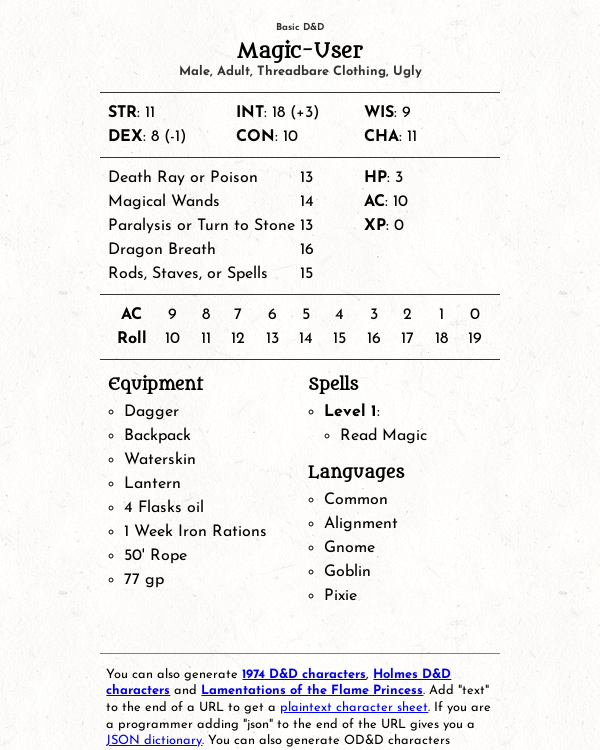 Basic D&D
Magic-User
Male, Adult, Threadbare Clothing, Ugly
STR: 11 INT: 18 (+3) WIS: 9
DEX: 8 (-1) CON: 10 CHA: 11
Death Ray or Poison 13
Magical Wands 14
Paralysis or Turn to Stone 13
Dragon Breath 16
Rods, Staves, or Spells 15
HP: 3
AC: 10
XP: 0
AC 9 8 7 6 5 4 3 2 1 0
Roll 10 11 12 13 14 15 16 17 18 19
Equipment
Dagger
Backpack
Waterskin
Lantern
4 Flasks oil
1 Week Iron Rations
50' Rope
77 gp
Spells
Level 1:
Read Magic
Languages
Common
Alignment
Gnome
Goblin
Pixie
You can also generate 1974 D&D characters, Holmes D&D
characters and Lamentations of the Flame Princess. Add "text"
to the end of a URL to get a plaintext character sheet. If you are
a programmer adding "json" to the end of the URL gives you a
JSON dictionary. You can also generate OD&D characters